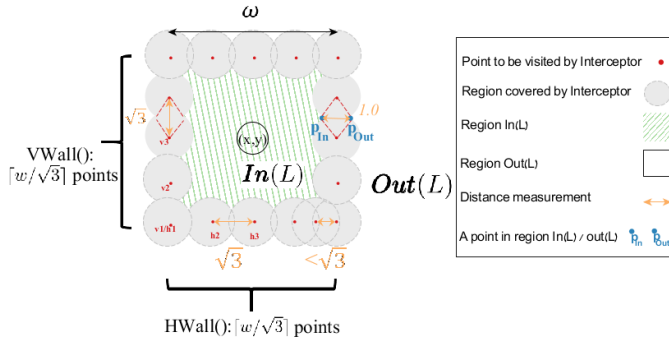 ω
√3
1.0
p_In
p_Out
(x,y)
v3
VWall():
⌈w/√3⌉ points
In(L)
Out(L)
v2
v1/h1
h2
h3
√3
<√3
HWall():⌈w/√3⌉ points
Point to be visited by Interceptor
Region covered by Interceptor
Region In(L)
Region Out(L)
Distance measurement
A point in region In(L) / out(L)
p_In
p_Out